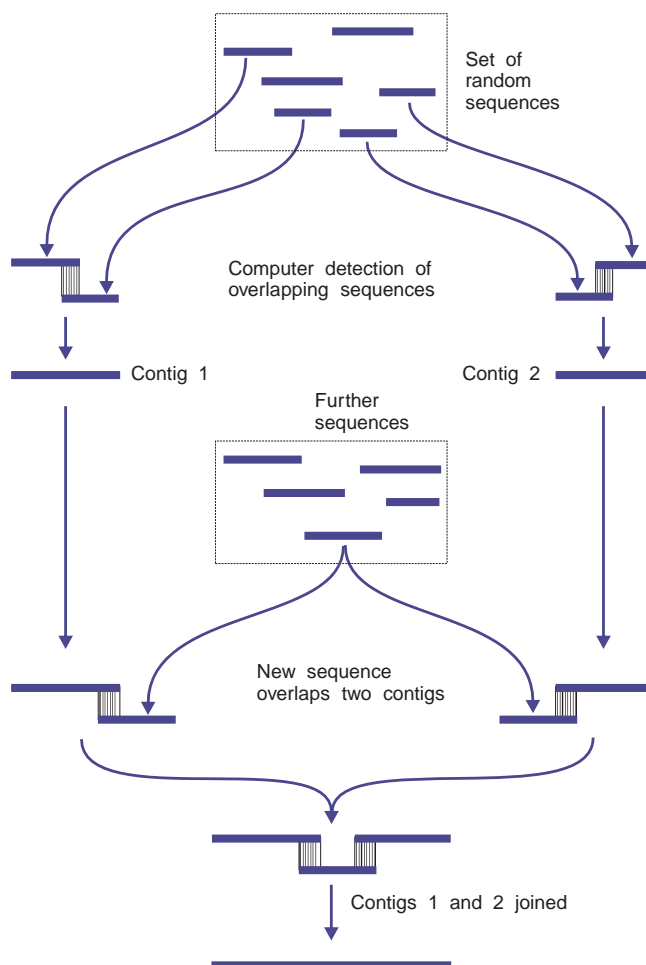 Set of
random
sequences
Computer detection of
overlapping sequences
Contig 1
Contig 2
Further
sequences
New sequence
overlaps two contigs
Contigs 1 and 2 joined